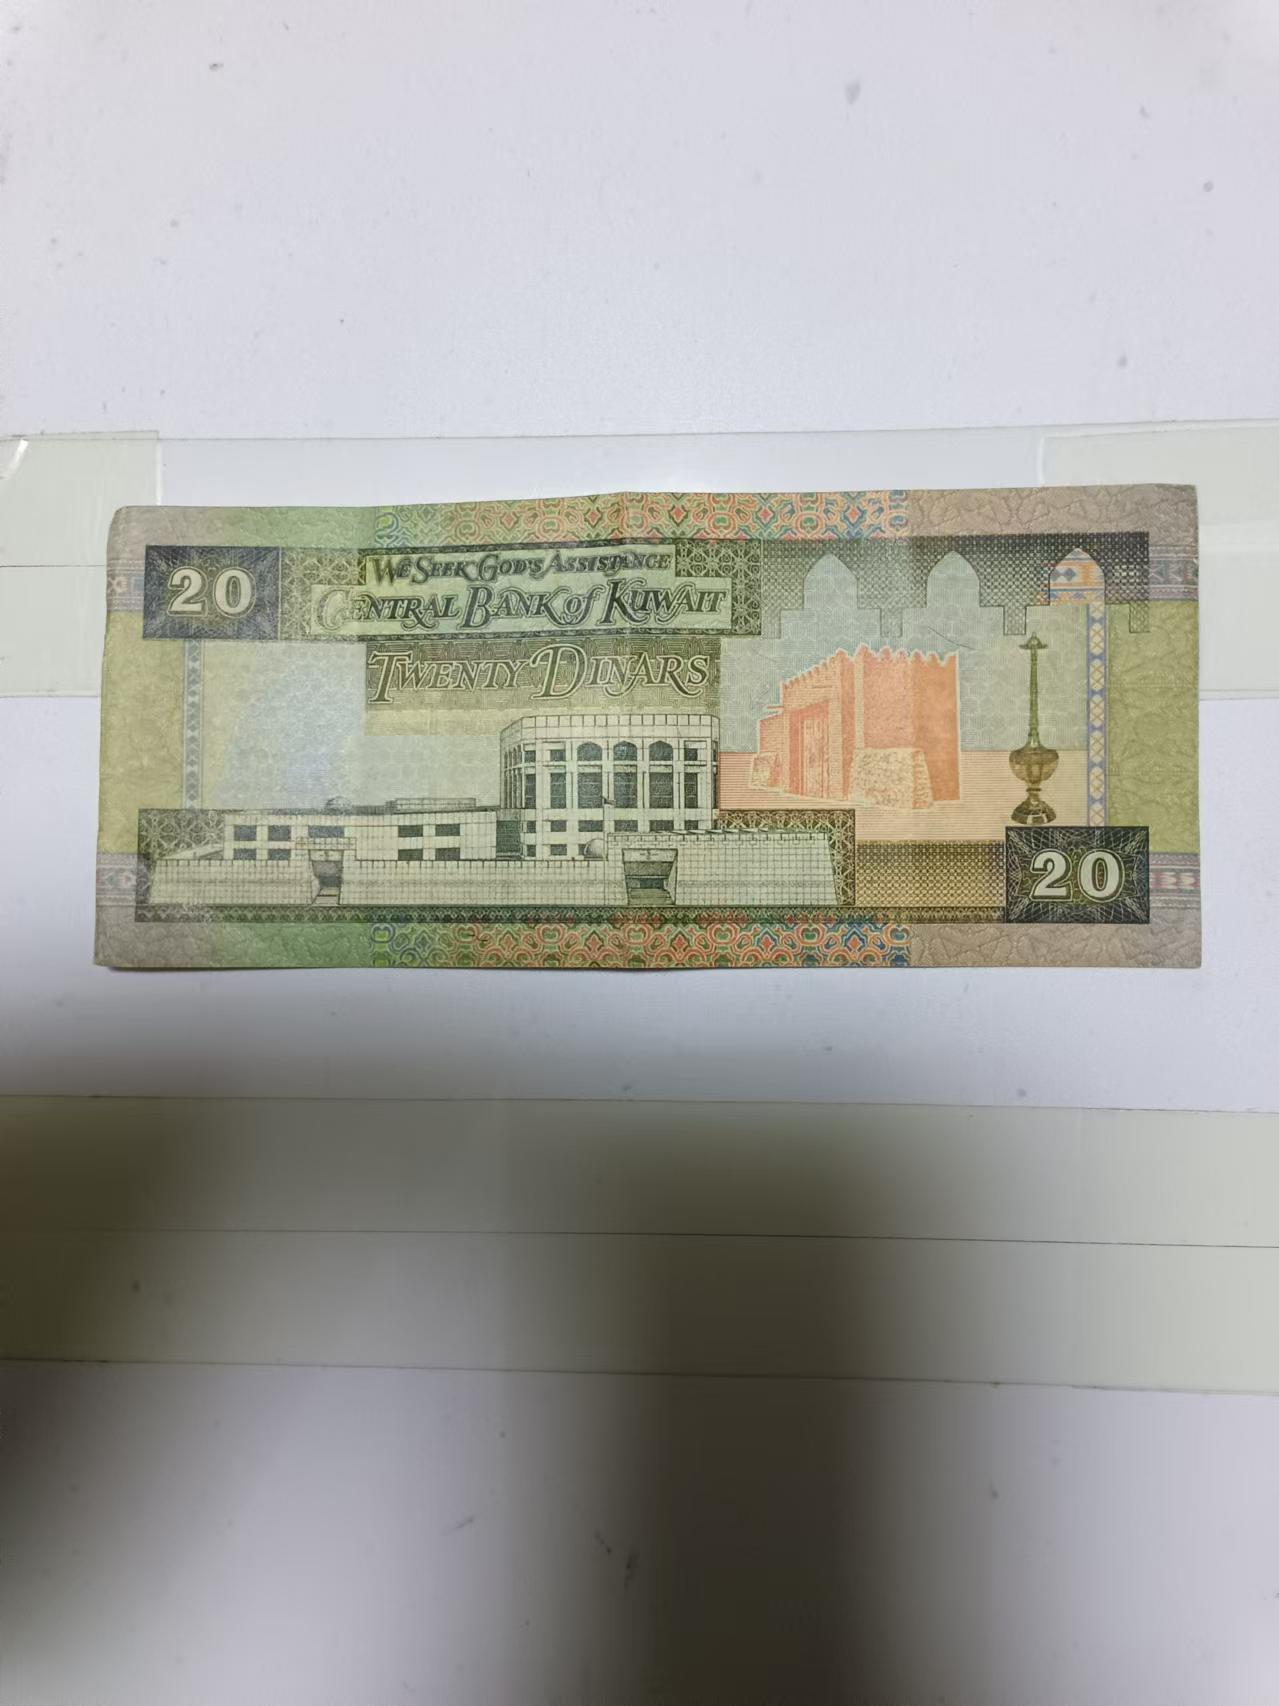 20
We Seek God's Assistance
Central Bank of Kuwait
Twenty Dinars
20